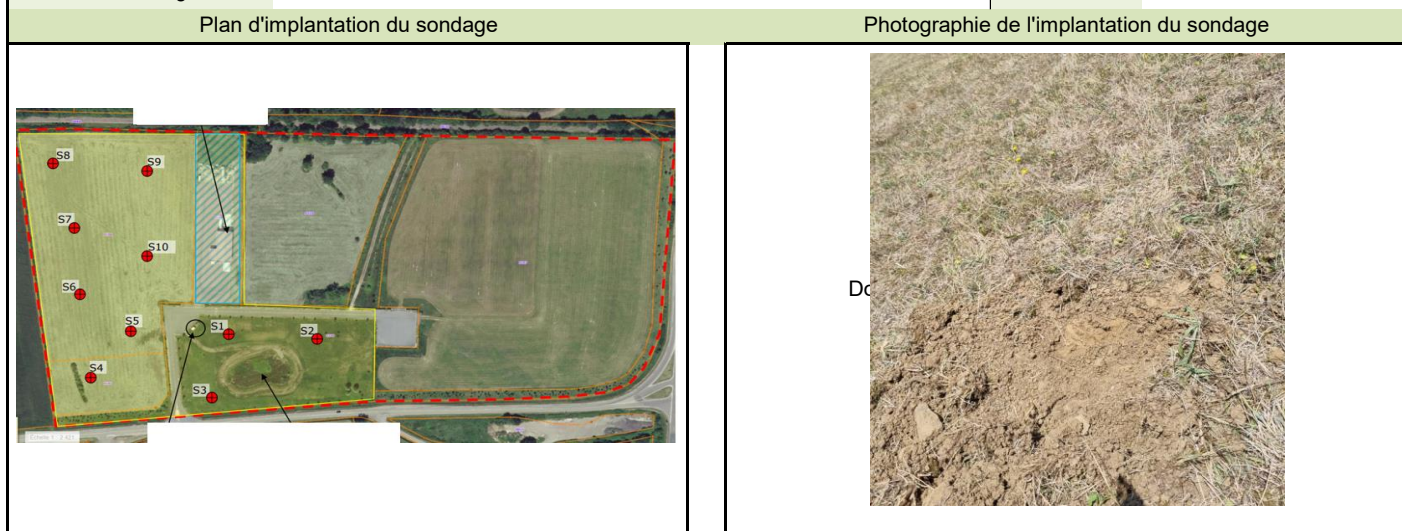 Plan d'implantation du sondage
Photographie de l'implantation du sondage
S8
S9
S7
S10
S6
S5
S1
S2
S4
S3
Do